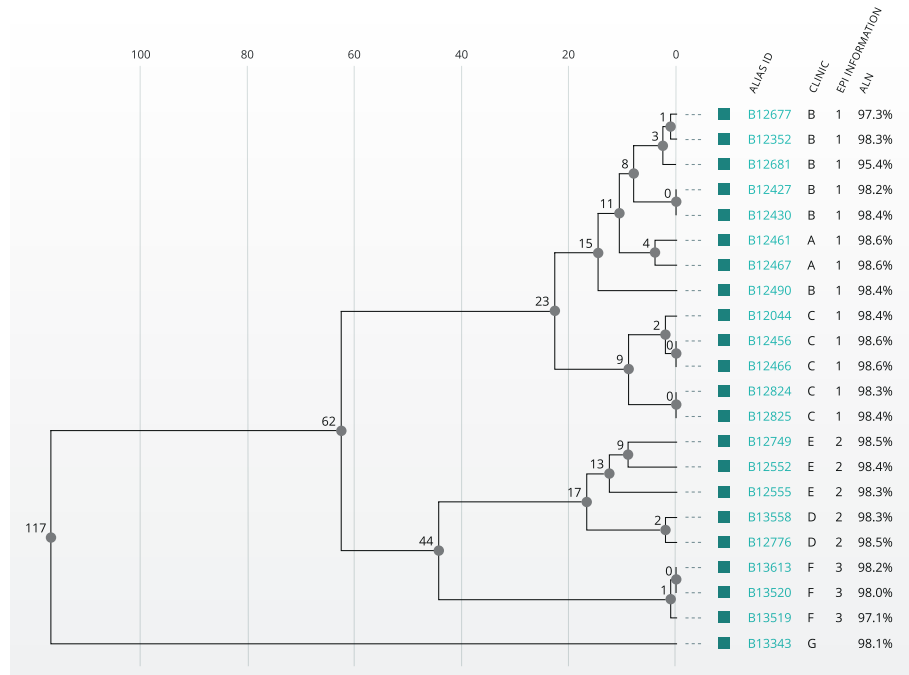 ALIAS ID CLINIC EPI INFORMATION ALN
100 80 60 40 20 0
1 B12677 B 1 97.3%
3 B12352 B 1 98.3%
8 B12681 B 1 95.4%
0 B12427 B 1 98.2%
11 B12430 B 1 98.4%
15 4 B12461 A 1 98.6%
B12467 A 1 98.6%
23 B12490 B 1 98.4%
2 B12044 C 1 98.4%
0 B12456 C 1 98.6%
9 B12466 C 1 98.6%
0 B12824 C 1 98.3%
62 B12825 C 1 98.4%
9 B12749 E 2 98.5%
13 B12552 E 2 98.4%
17 B12555 E 2 98.3%
117 2 B13558 D 2 98.3%
44 B12776 D 2 98.5%
0 B13613 F 3 98.2%
1 B13520 F 3 98.0%
B13519 F 3 97.1%
B13343 G 98.1%